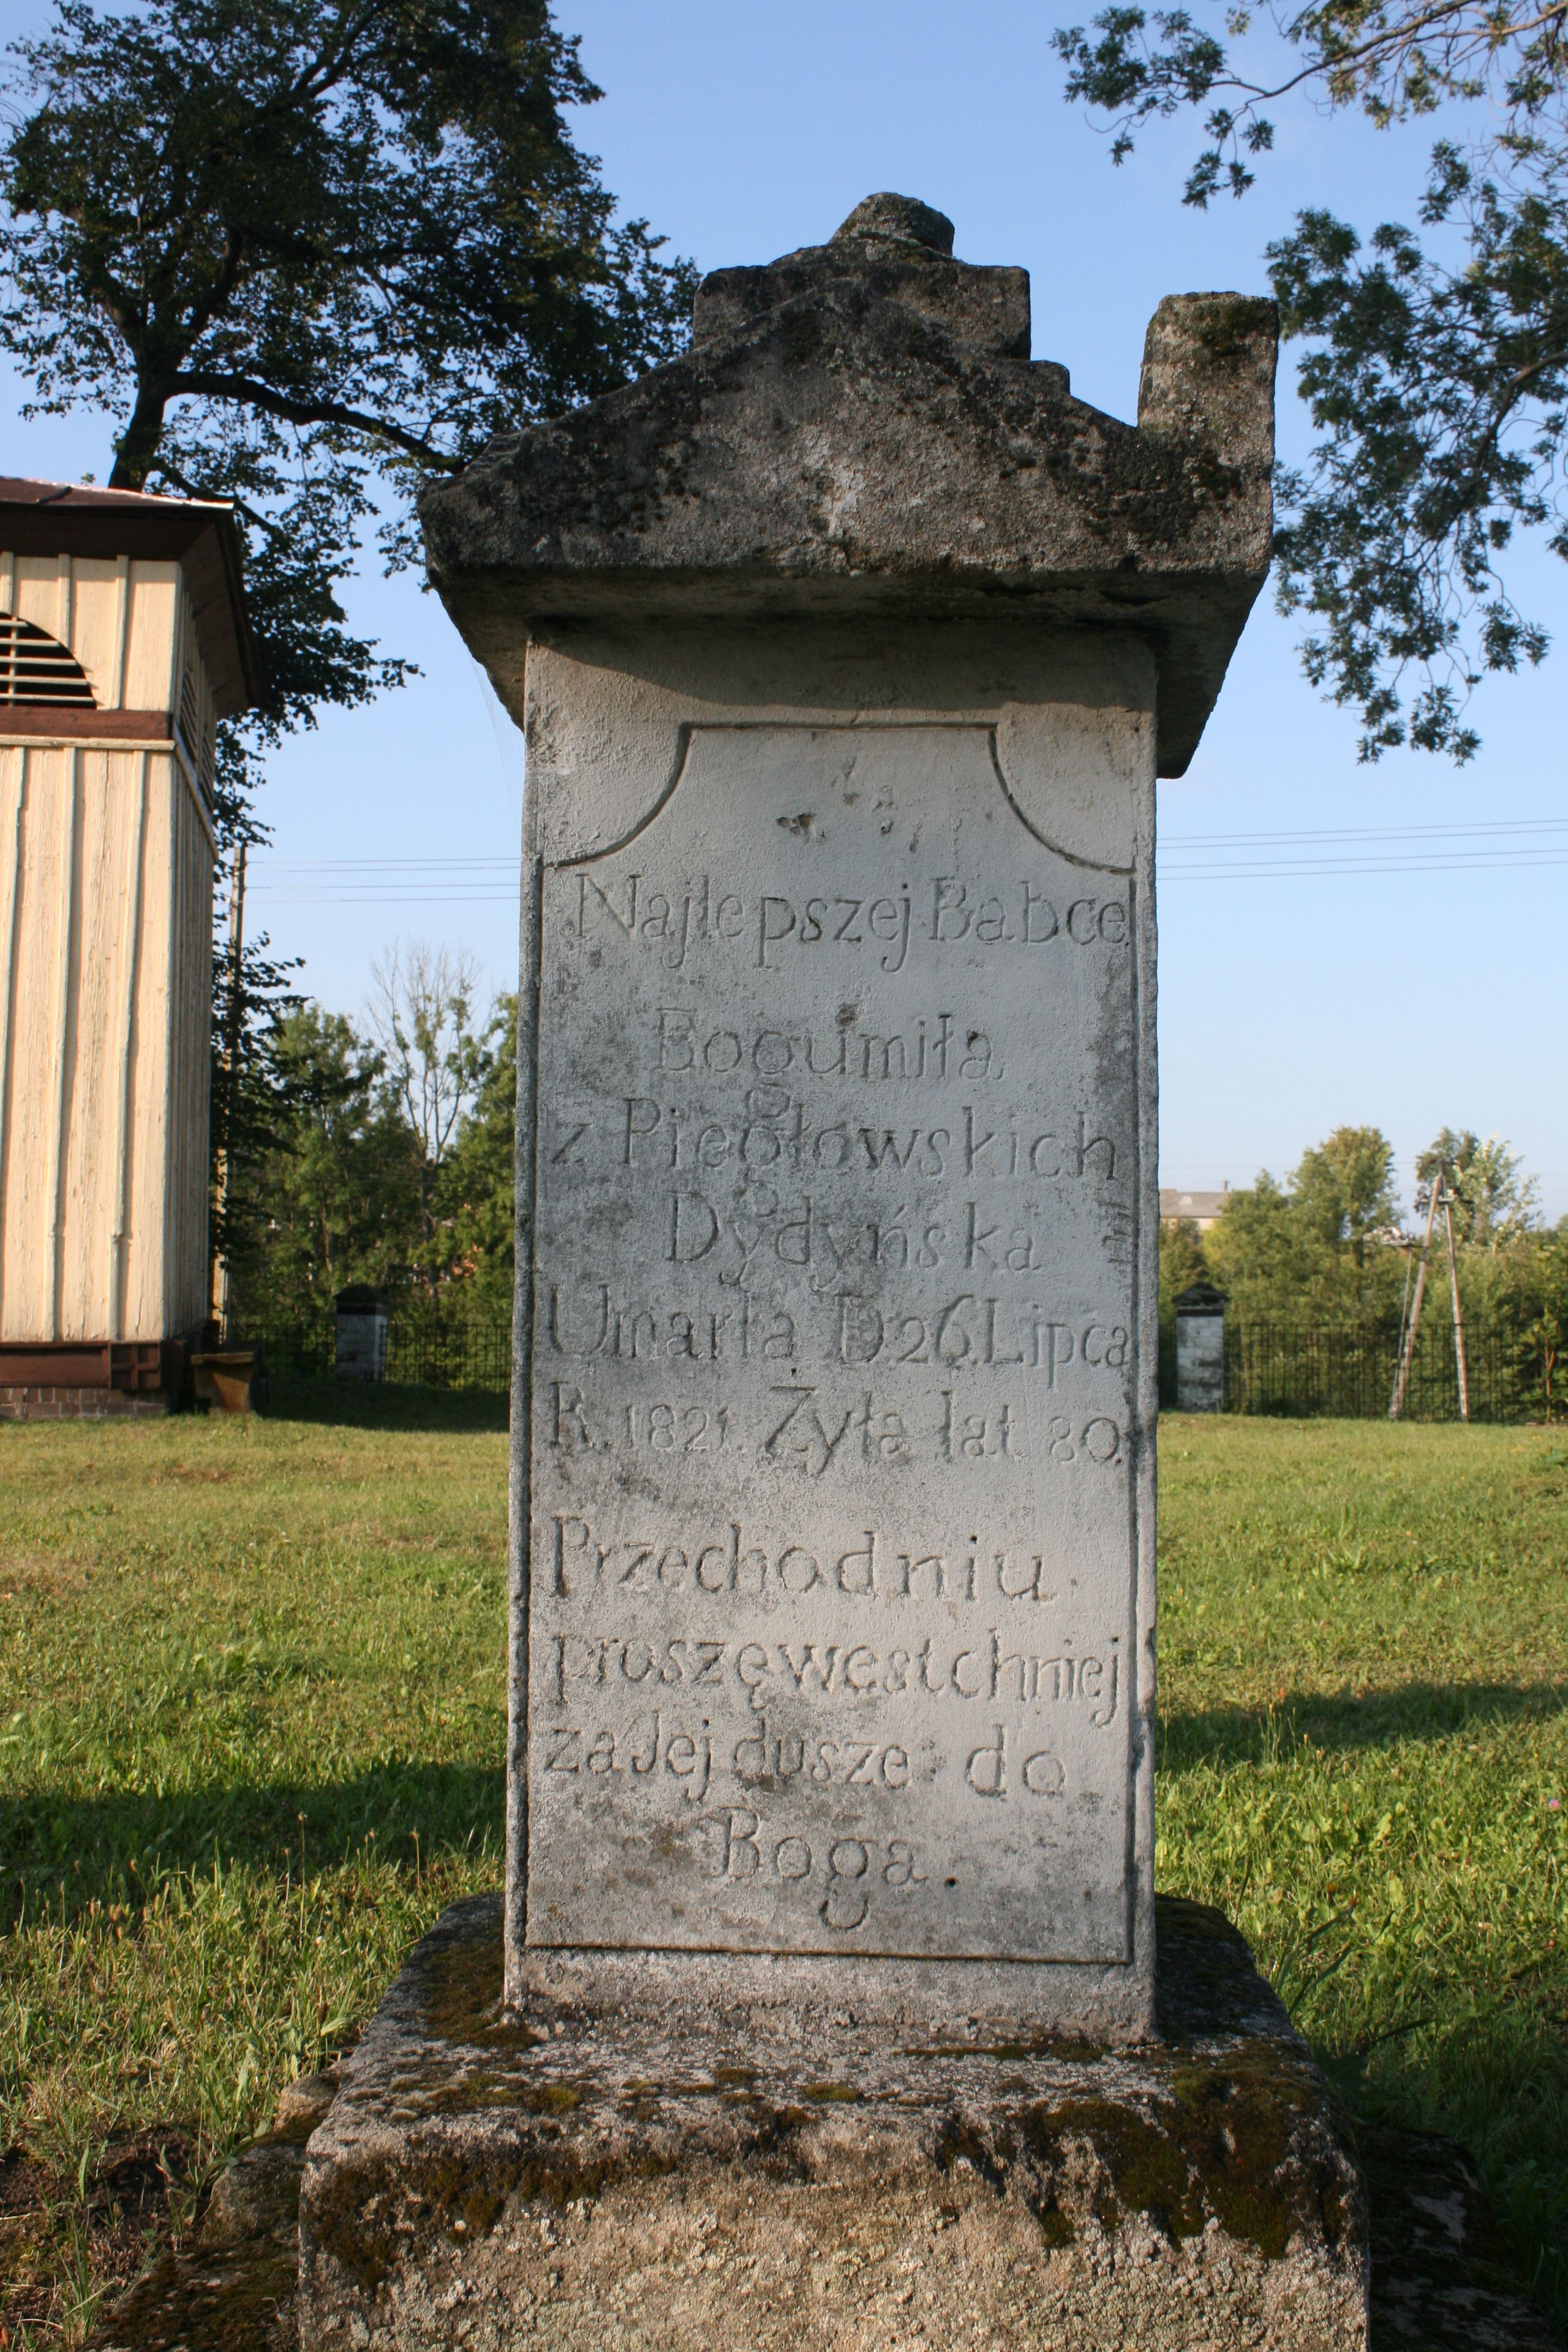 Najlepszej Babce
Bogumiła
z Piegłowskich
Dydyńska
Umarła D.26.Lipca
R.1821. Żyła lat 80.
Przechodniu
proszę westchniej
za Jej dusze do
Boga.